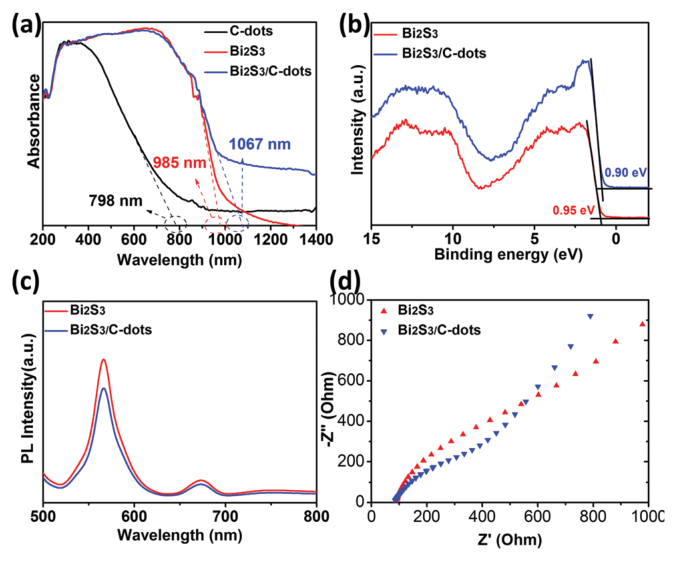 (a)
C-dots
Bi2S3
Bi2S3/C-dots
1067 nm
985 nm
798 nm
Absorbance
200 400 600 800 1000 1200 1400
Wavelength (nm)
(b)
Bi2S3
Bi2S3/C-dots
0.90 eV
0.95 eV
Intensity (a.u.)
15 10 5 0
Binding energy (eV)
(c)
Bi2S3
Bi2S3/C-dots
PL Intensity(a.u.)
500 600 700 800
Wavelength (nm)
(d)
Bi2S3
Bi2S3/C-dots
1000
800
600
400
200
0
-Z'' (Ohm)
0 200 400 600 800 1000
Z' (Ohm)